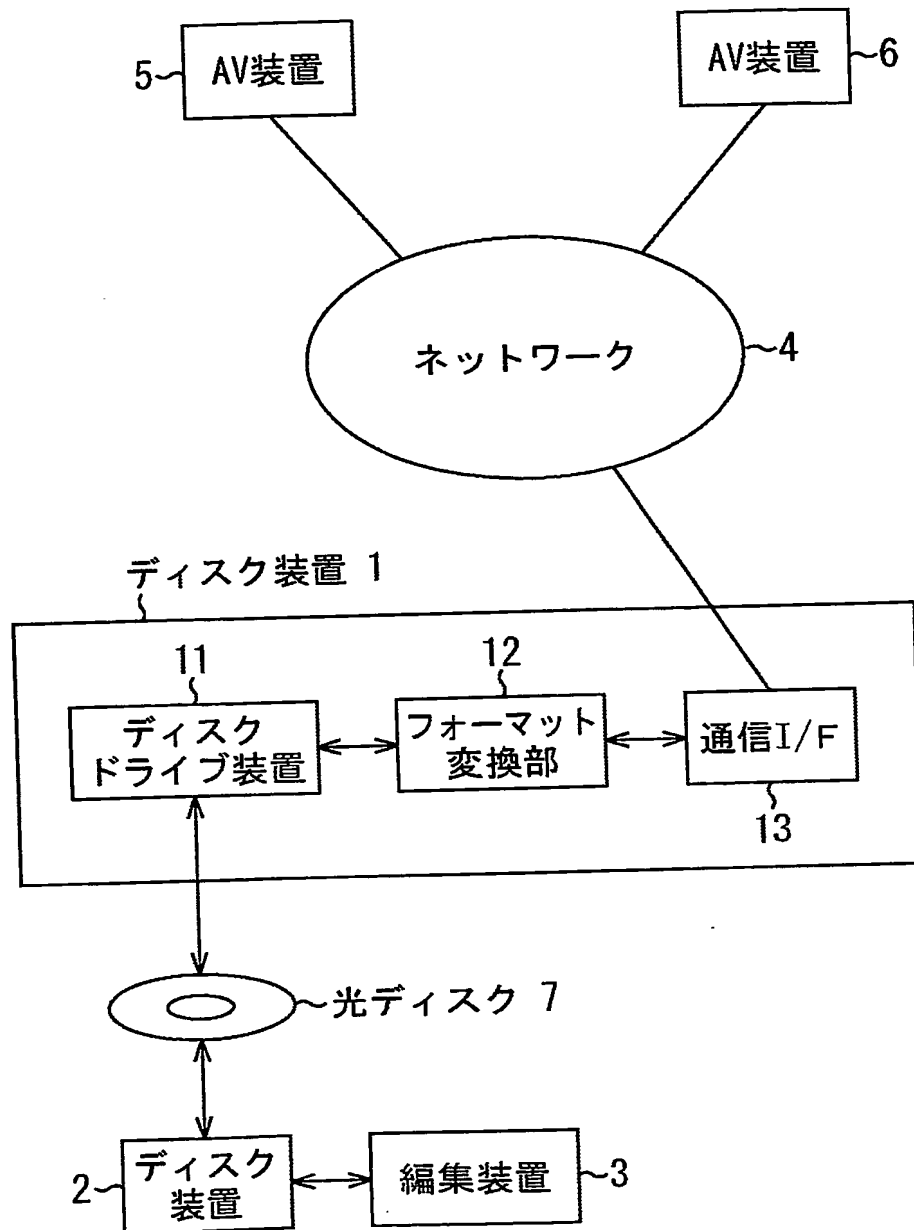 5
AV装置
AV装置
6
ネットワーク
4
ディスク装置 1
11
12
ディスク
ドライブ装置
フォーマット
変換部
通信I/F
13
光ディスク 7
2
ディスク
装置
編集装置
3